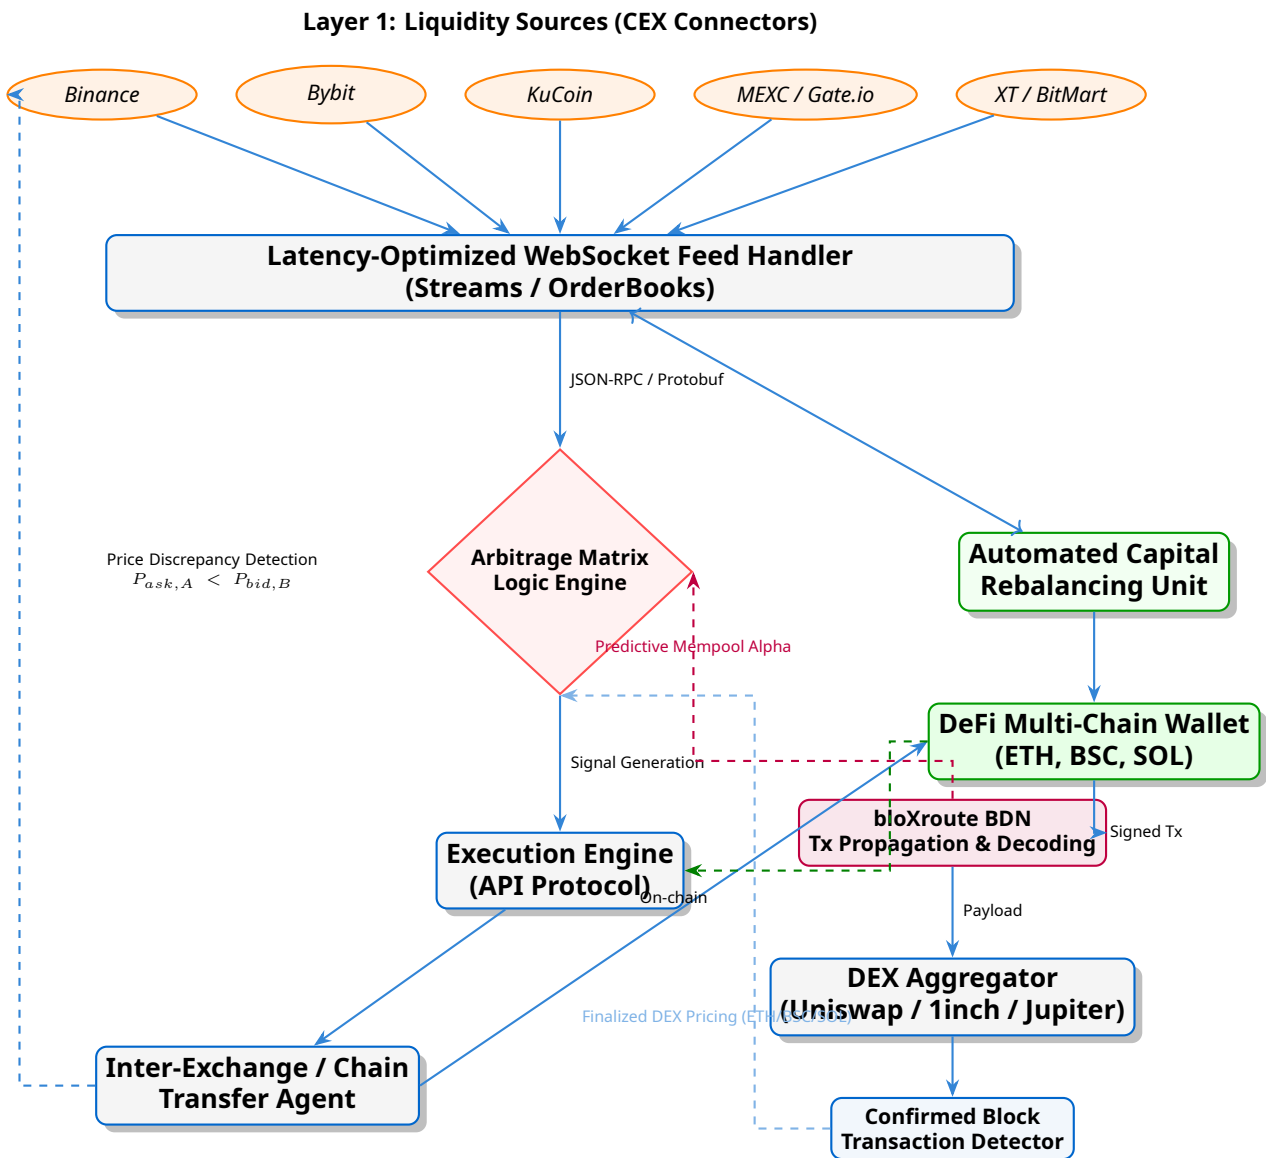 Layer 1: Liquidity Sources (CEX Connectors)
Binance
Bybit
KuCoin
MEXC / Gate.io
XT / BitMart
Latency-Optimized WebSocket Feed Handler
(Streams / OrderBooks)
JSON-RPC / Protobuf
Price Discrepancy Detection
P_{ask,A} < P_{bid,B}
Arbitrage Matrix
Logic Engine
Automated Capital
Rebalancing Unit
Predictive Mempool Alpha
DeFi Multi-Chain Wallet
(ETH, BSC, SOL)
Signal Generation
bloXroute BDN
Tx Propagation & Decoding
Signed Tx
Execution Engine
(API Protocol)
On-chain
Payload
DEX Aggregator
(Uniswap / 1inch / Jupiter)
Finalized DEX Pricing (ETH/BSC/SOL)
Inter-Exchange / Chain
Transfer Agent
Confirmed Block
Transaction Detector